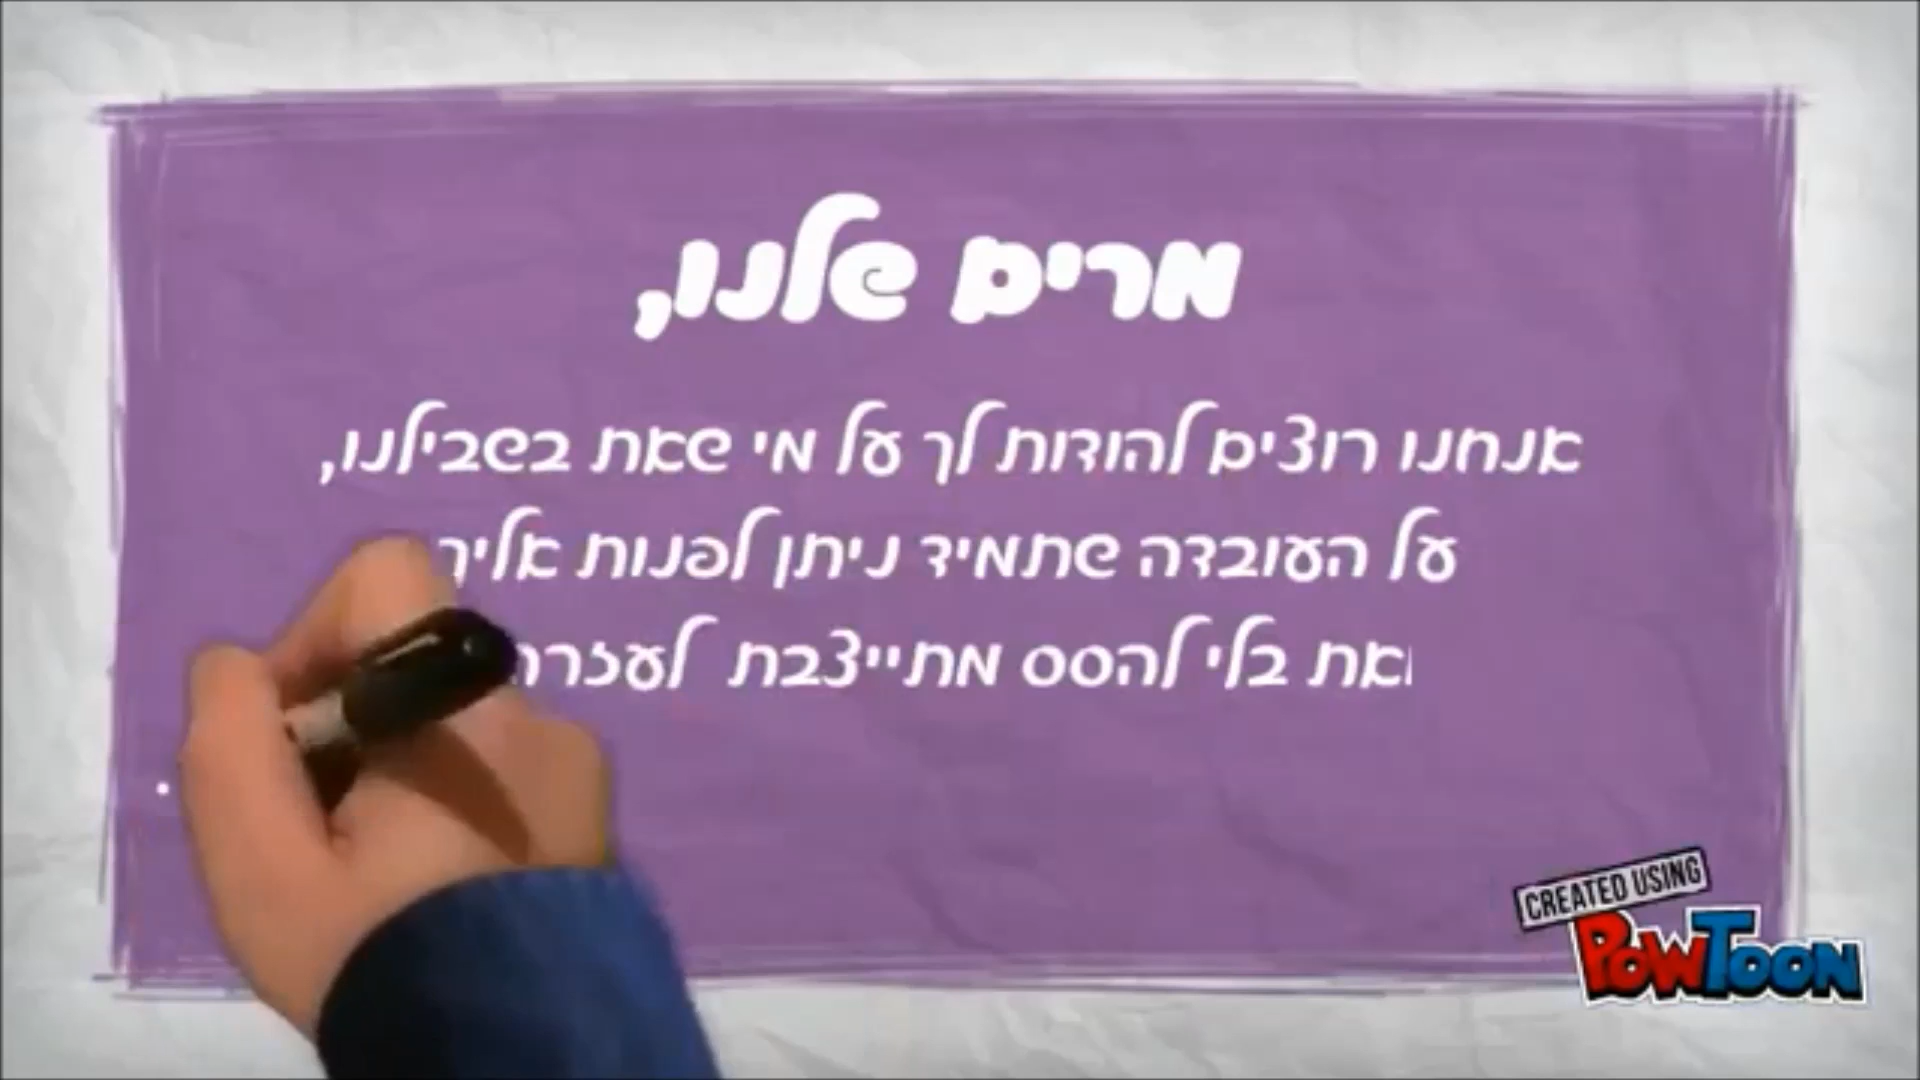 מרים שלנו,
אנחנו רוצים להודות לך על מי שאת בשבילנו,
על העובדה שתמיד ניתן לפנות אליך
ואת בלי להסס מתייצבת לעזרה
.
CREATED USING
POWTOON